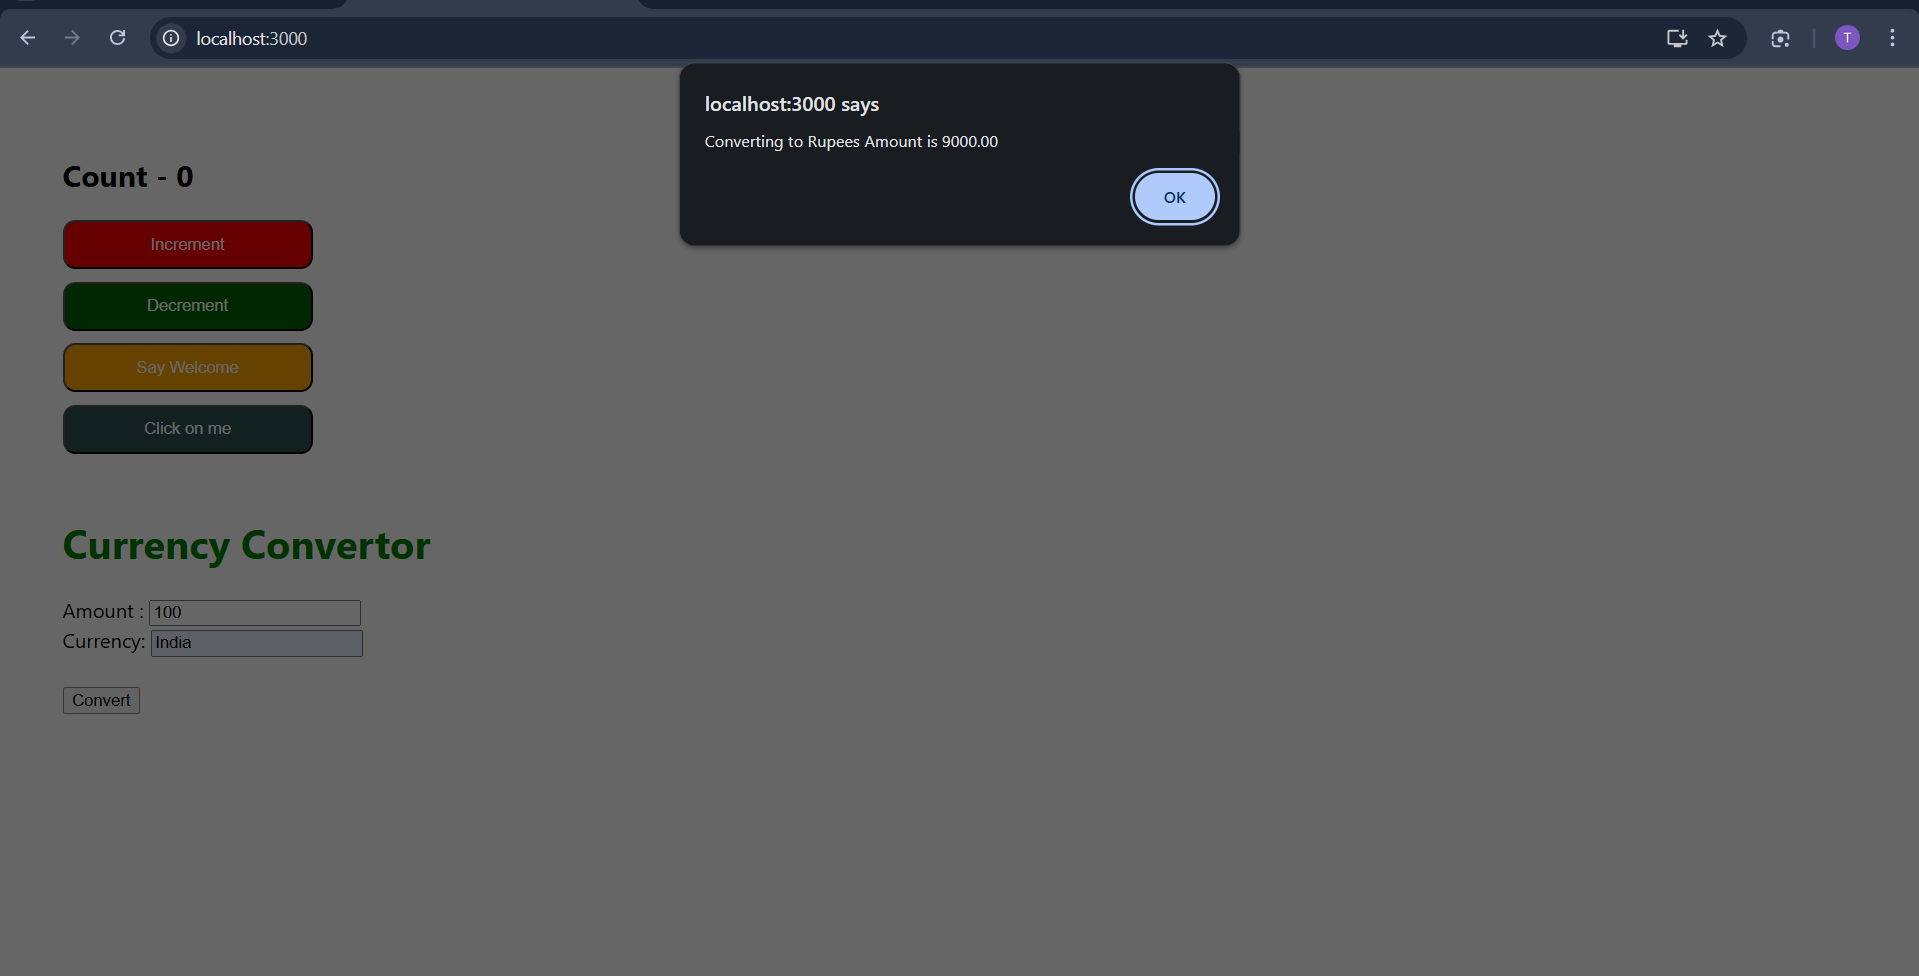 localhost:3000
T
localhost:3000 says
Converting to Rupees Amount is 9000.00
OK
Count - 0
Increment
Decrement
Say Welcome
Click on me
Currency Convertor
Amount : 100
Currency: India
Convert